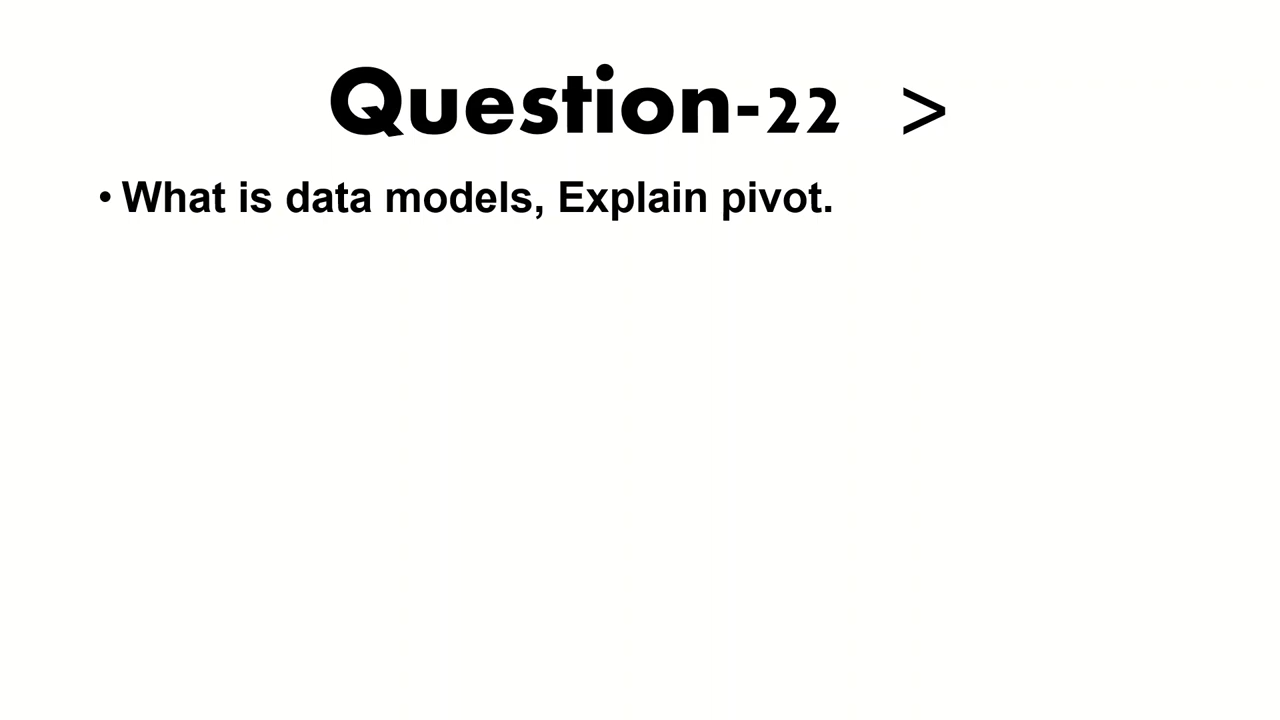 Question-22 >
• What is data models, Explain pivot.